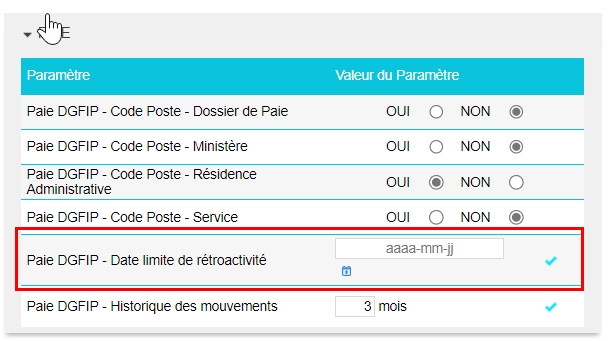 Paramètre Valeur du Paramètre
Paie DGFIP - Code Poste - Dossier de Paie OUI NON
Paie DGFIP - Code Poste - Ministère OUI NON
Paie DGFIP - Code Poste - Résidence
Administrative OUI NON
Paie DGFIP - Code Poste - Service OUI NON
Paie DGFIP - Date limite de rétroactivité aaaa-mm-jj
Paie DGFIP - Historique des mouvements 3 mois